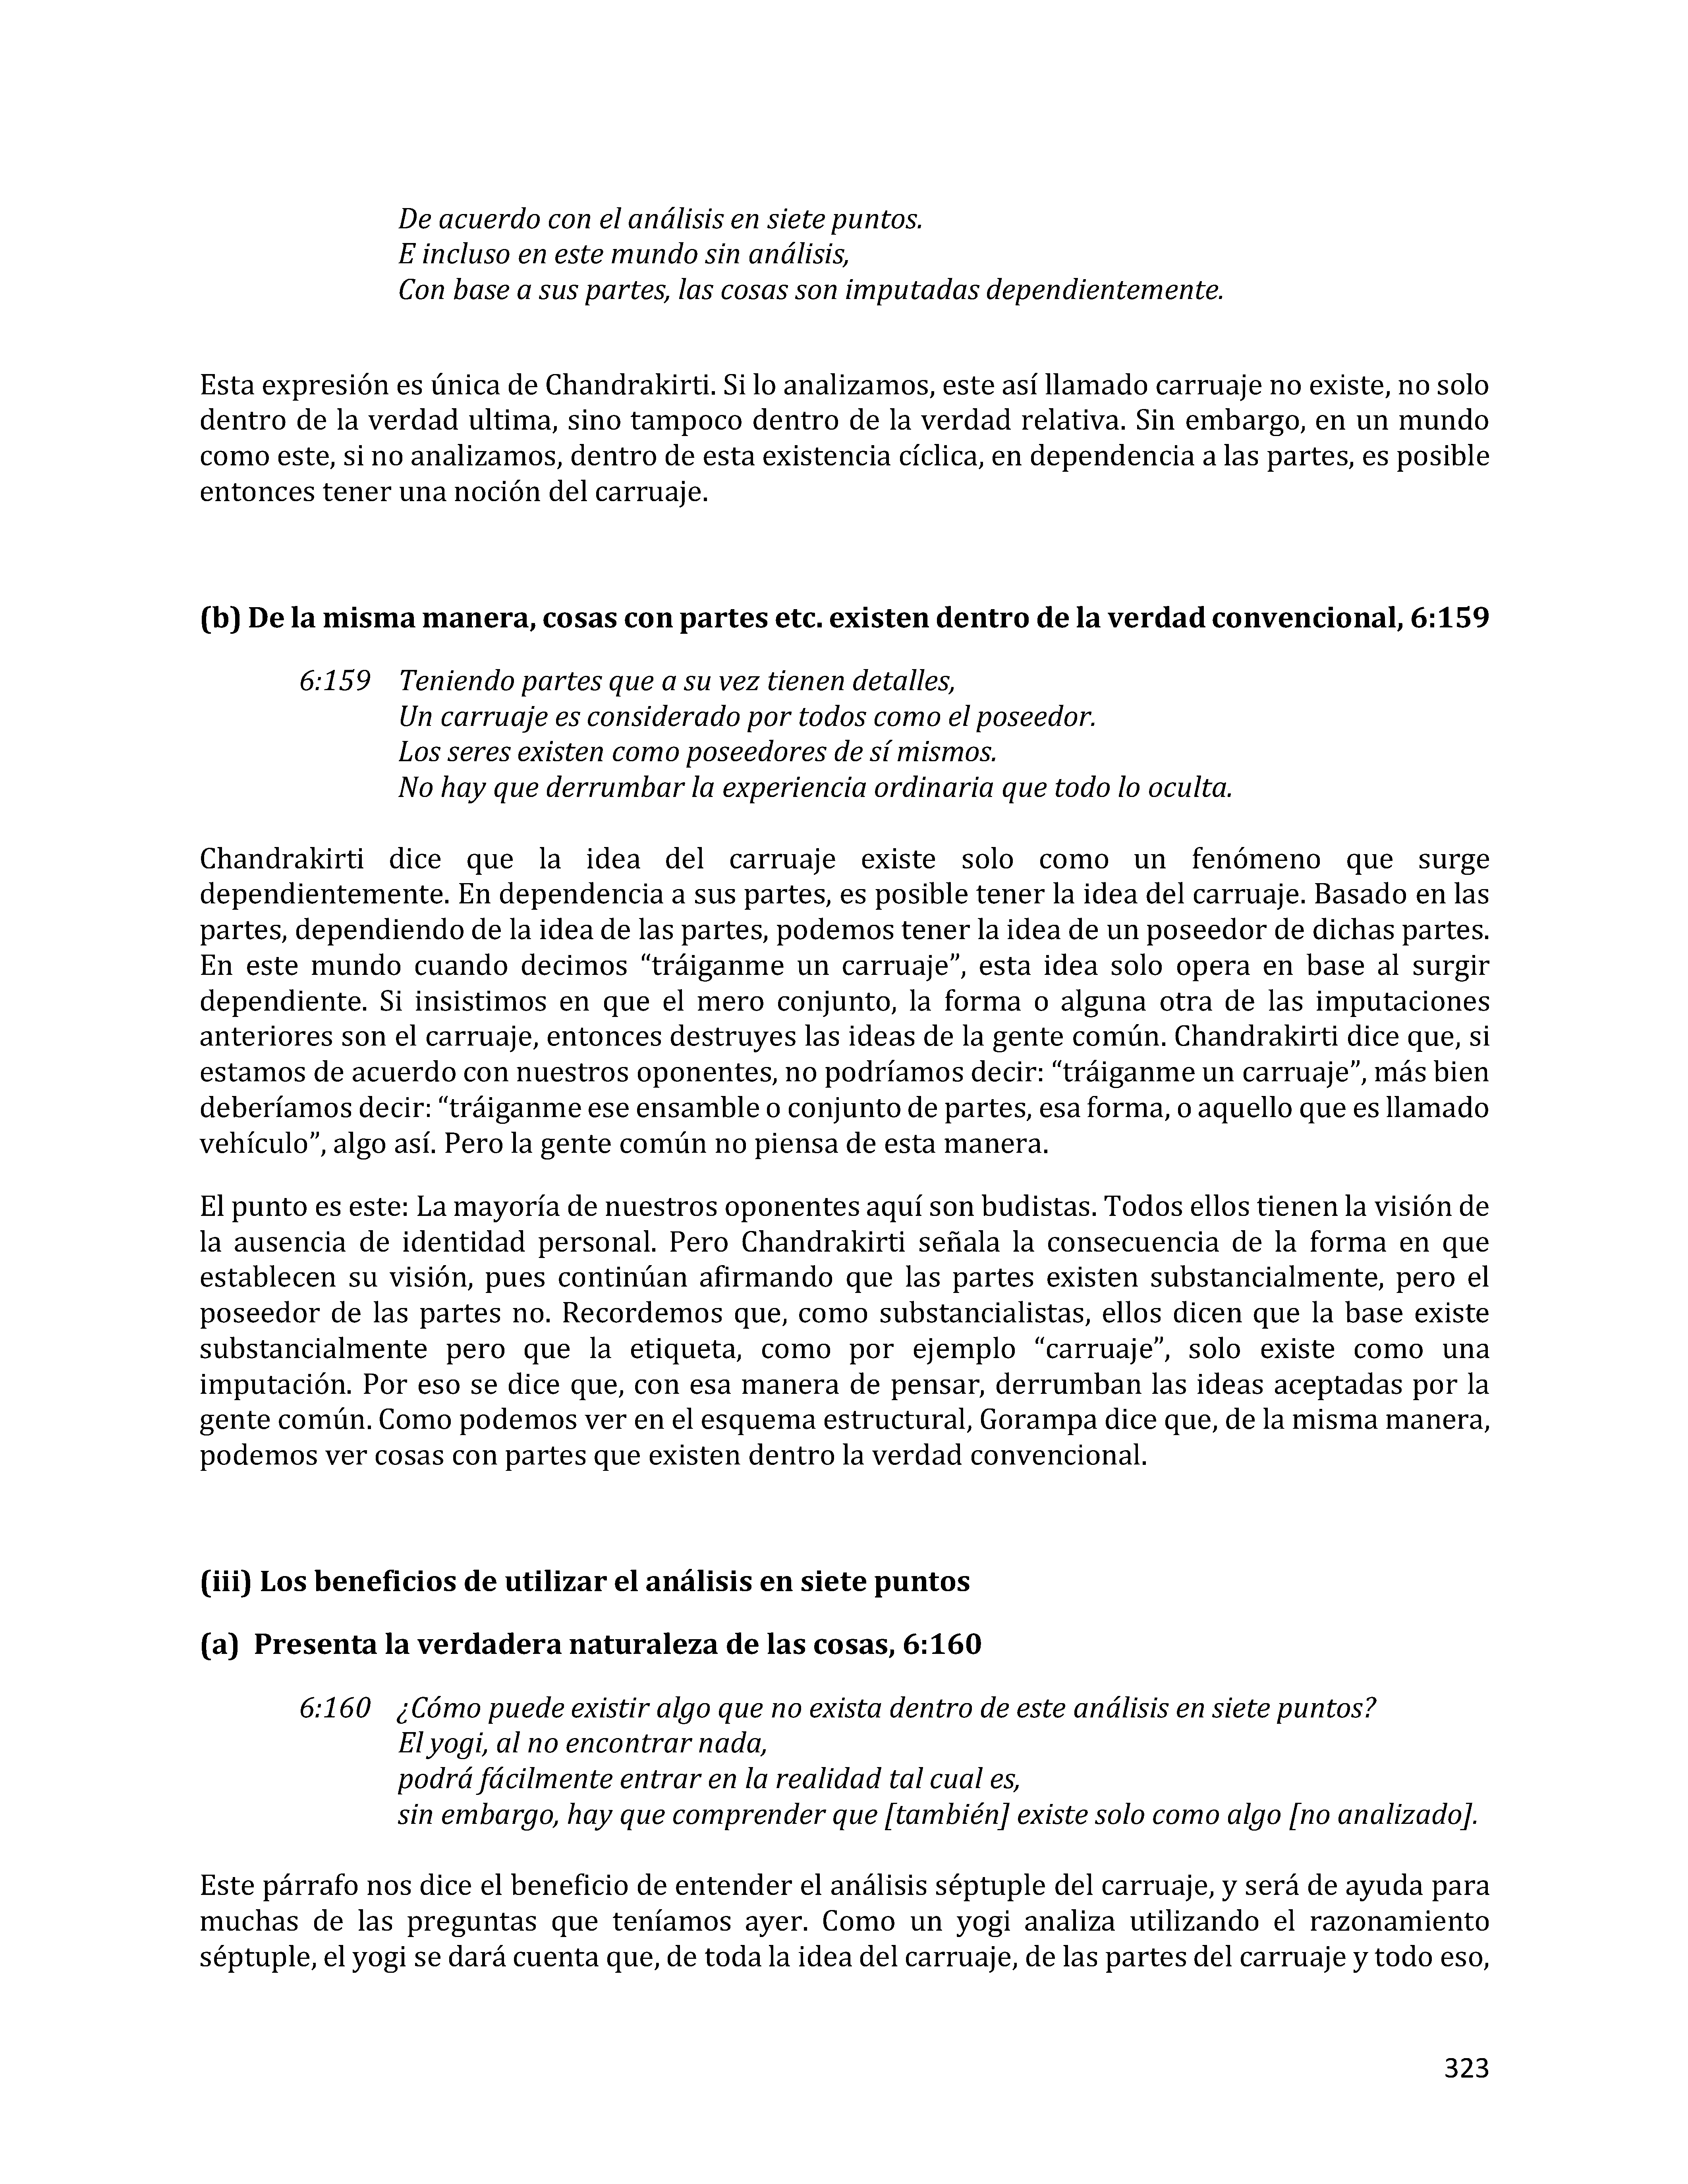 De acuerdo con el análisis en siete puntos.
E incluso en este mundo sin análisis,
Con base a sus partes, las cosas son imputadas dependientemente.
Esta expresión es única de Chandrakirti. Si lo analizamos, este así llamado carruaje no existe, no solo
dentro de la verdad ultima, sino tampoco dentro de la verdad relativa. Sin embargo, en un mundo
como este, si no analizamos, dentro de esta existencia cíclica, en dependencia a las partes, es posible
entonces tener una noción del carruaje.
(b) De la misma manera, cosas con partes etc. existen dentro de la verdad convencional, 6:159
6:159 Teniendo partes que a su vez tienen detalles,
Un carruaje es considerado por todos como el poseedor.
Los seres existen como poseedores de sí mismos.
No hay que derrumbar la experiencia ordinaria que todo lo oculta.
Chandrakirti dice que la idea del carruaje existe solo como un fenómeno que surge
dependientemente. En dependencia a sus partes, es posible tener la idea del carruaje. Basado en las
partes, dependiendo de la idea de las partes, podemos tener la idea de un poseedor de dichas partes.
En este mundo cuando decimos “tráiganme un carruaje”, esta idea solo opera en base al surgir
dependiente. Si insistimos en que el mero conjunto, la forma o alguna otra de las imputaciones
anteriores son el carruaje, entonces destruyes las ideas de la gente común. Chandrakirti dice que, si
estamos de acuerdo con nuestros oponentes, no podríamos decir: “tráiganme un carruaje”, más bien
deberíamos decir: “tráiganme ese ensamble o conjunto de partes, esa forma, o aquello que es llamado
vehículo”, algo así. Pero la gente común no piensa de esta manera.
El punto es este: La mayoría de nuestros oponentes aquí son budistas. Todos ellos tienen la visión de
la ausencia de identidad personal. Pero Chandrakirti señala la consecuencia de la forma en que
establecen su visión, pues continúan afirmando que las partes existen substancialmente, pero el
poseedor de las partes no. Recordemos que, como substancialistas, ellos dicen que la base existe
substancialmente pero que la etiqueta, como por ejemplo “carruaje”, solo existe como una
imputación. Por eso se dice que, con esa manera de pensar, derrumban las ideas aceptadas por la
gente común. Como podemos ver en el esquema estructural, Gorampa dice que, de la misma manera,
podemos ver cosas con partes que existen dentro la verdad convencional.
(iii) Los beneficios de utilizar el análisis en siete puntos
(a) Presenta la verdadera naturaleza de las cosas, 6:160
6:160 ¿Cómo puede existir algo que no exista dentro de este análisis en siete puntos?
El yogi, al no encontrar nada,
podrá fácilmente entrar en la realidad tal cual es,
sin embargo, hay que comprender que [también] existe solo como algo [no analizado].
Este párrafo nos dice el beneficio de entender el análisis séptuple del carruaje, y será de ayuda para
muchas de las preguntas que teníamos ayer. Como un yogi analiza utilizando el razonamiento
séptuple, el yogi se dará cuenta que, de toda la idea del carruaje, de las partes del carruaje y todo eso,
323